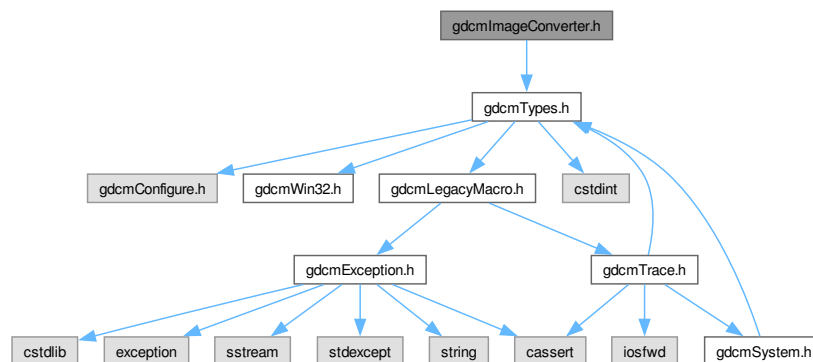 gdcmImageConverter.h
gdcmTypes.h
gdcmConfigure.h
gdcmWin32.h
gdcmLegacyMacro.h
cstdint
gdcmException.h
gdcmTrace.h
cstdlib
exception
sstream
stdexcept
string
cassert
iosfwd
gdcmSystem.h